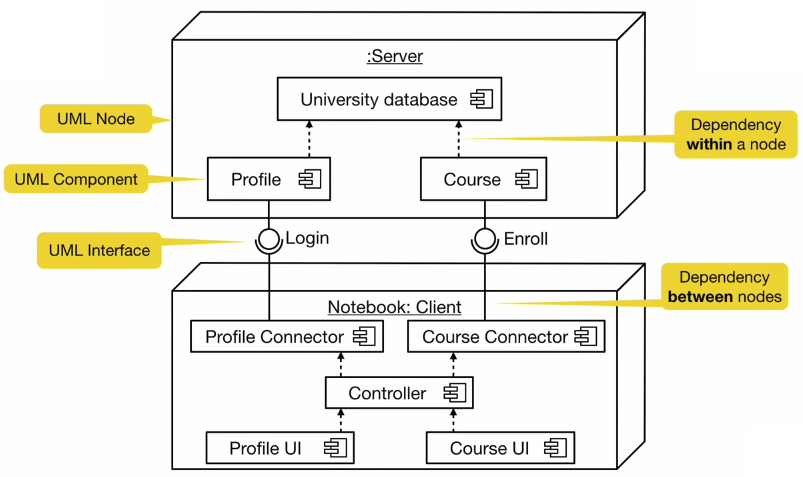 :Server
University database
UML Node
Dependency
within a node
UML Component
Profile
Course
Login
Enroll
UML Interface
Dependency
between nodes
Notebook: Client
Profile Connector
Course Connector
Controller
Profile UI
Course UI